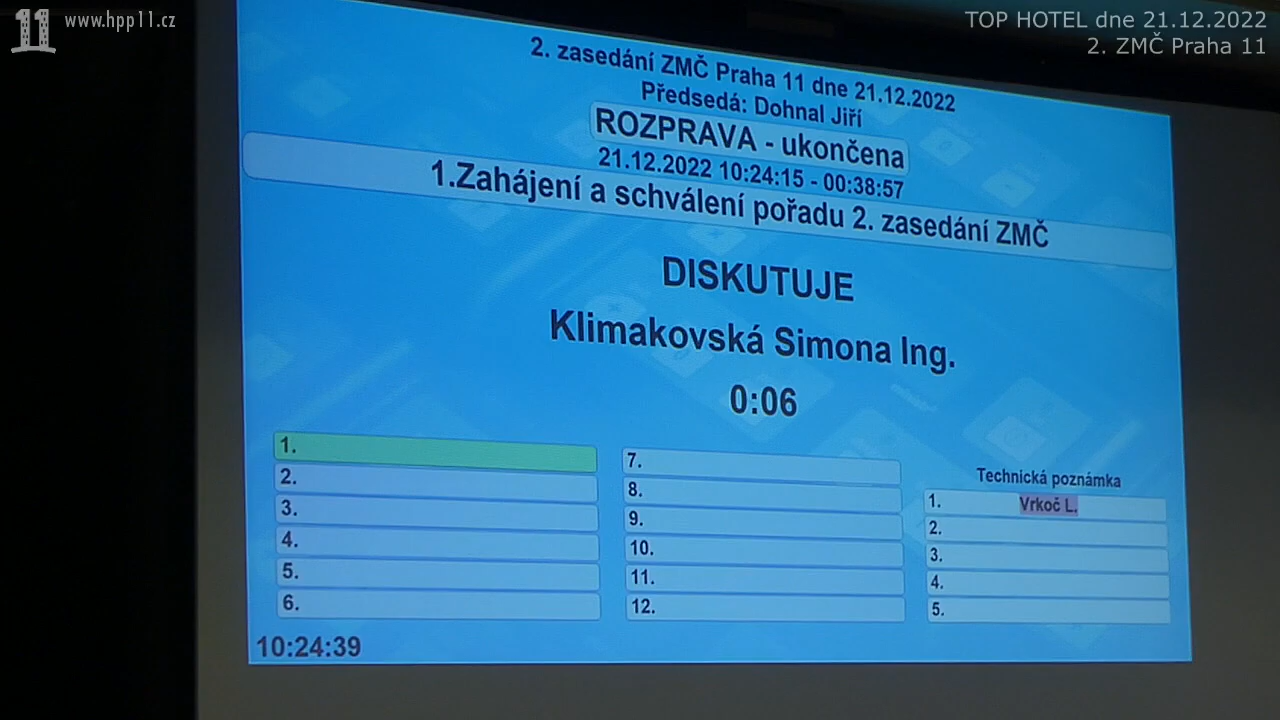 11 www.hpp11.cz
TOP HOTEL dne 21.12.2022
2. ZMČ Praha 11
2. zasedání ZMČ Praha 11 dne 21.12.2022
Předsedá: Dohnal Jiří
ROZPRAVA - ukončena
21.12.2022 10:24:15 - 00:38:57
1.Zahájení a schválení pořadu 2. zasedání ZMČ
DISKUTUJE
Klimakovská Simona Ing.
0:06
1.
2.
3.
4.
5.
6.
7.
8.
9.
10.
11.
12.
Technická poznámka
1. Vrkoč L.
2.
3.
4.
5.
10:24:39